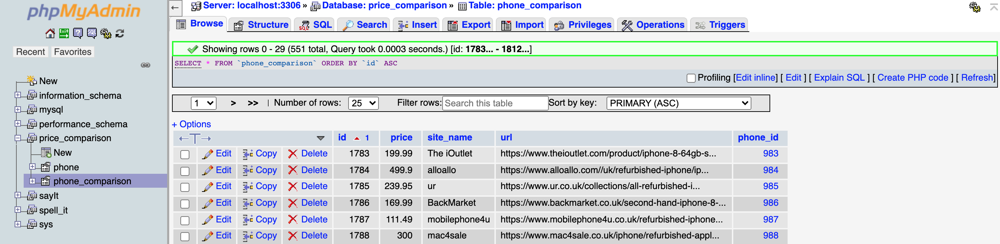 phpMyAdmin
Recent Favorites
New
information_schema
mysql
performance_schema
price_comparison
New
phone
phone_comparison
sayIt
spell_it
sys
Server: localhost:3306 » Database: price_comparison » Table: phone_comparison
Browse Structure SQL Search Insert Export Import Privileges Operations Triggers
Showing rows 0 - 29 (551 total, Query took 0.0003 seconds.) [id: 1783... - 1812...]
SELECT * FROM `phone_comparison` ORDER BY `id` ASC
Profiling [Edit inline] [ Edit ] [ Explain SQL ] [ Create PHP code ] [ Refresh]
1 > >> | Number of rows: 25 Filter rows: Search this table Sort by key: PRIMARY (ASC)
+ Options
←T→ id 1 price site_name url phone_id
Edit Copy Delete 1783 199.99 The iOutlet https://www.theioutlet.com/product/iphone-8-64gb-s... 983
Edit Copy Delete 1784 499.9 alloallo https://www.alloallo.com//uk/refurbished-iphone/ip... 984
Edit Copy Delete 1785 239.95 ur https://www.ur.co.uk/collections/all-refurbished-i... 985
Edit Copy Delete 1786 169.99 BackMarket https://www.backmarket.co.uk/second-hand-iphone-8-... 986
Edit Copy Delete 1787 111.49 mobilephone4u https://www.mobilephone4u.co.uk/refurbished-iphone... 987
Edit Copy Delete 1788 300 mac4sale https://www.mac4sale.co.uk/iphone/refurbished-appl... 988